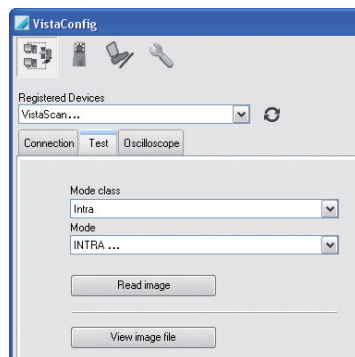 VistaConfig
Registered Devices
VistaScan...
Connection Test Oscilloscope
Mode class
Intra
Mode
INTRA ...
Read image
View image file